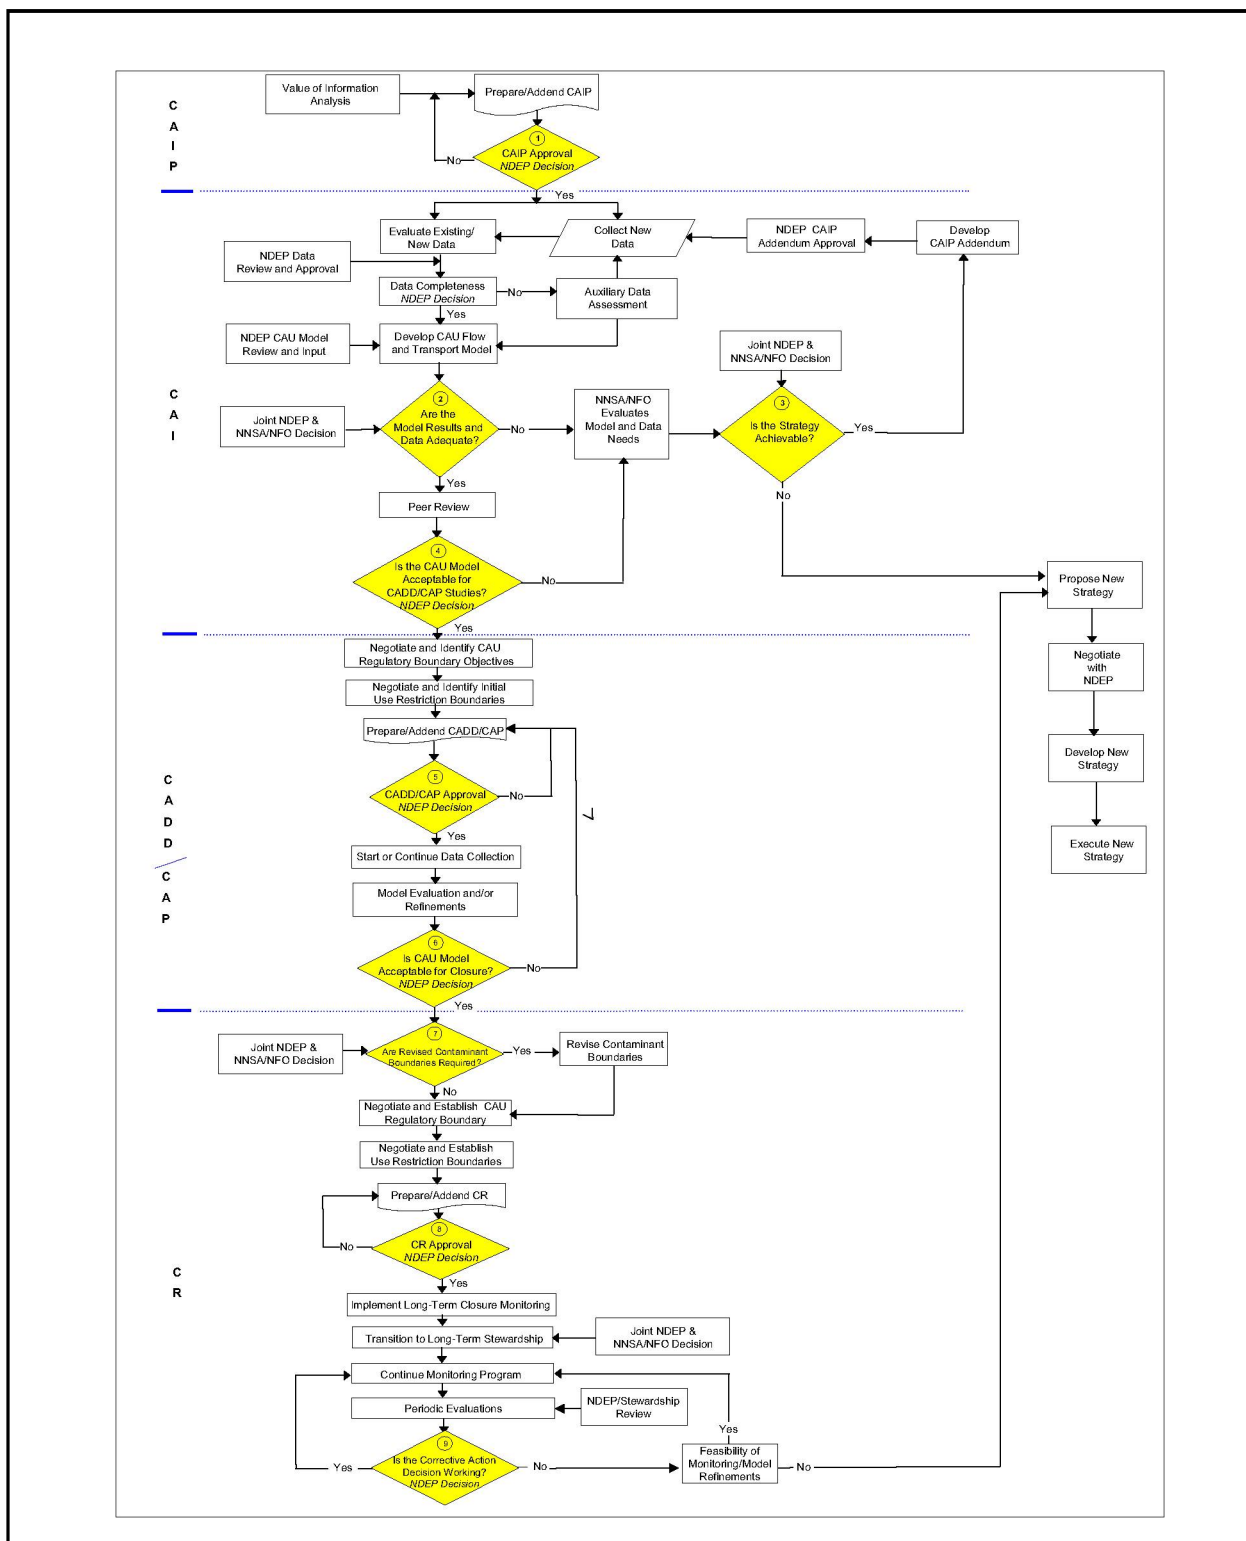 C
A
I
P
Value of Information
Analysis
Prepare/Addend CAIP
1
CAIP Approval
NDEP Decision
No
Yes
C
A
I
Evaluate Existing/
New Data
Collect New
Data
NDEP CAIP
Addendum Approval
Develop
CAIP Addendum
NDEP Data
Review and Approval
Data Completeness
NDEP Decision
No
Auxiliary Data
Assessment
Yes
NDEP CAU Model
Review and Input
Develop CAU Flow
and Transport Model
Joint NDEP &
NNSA/NFO Decision
2
Are the
Model Results and
Data Adequate?
Joint NDEP &
NNSA/NFO Decision
No
NNSA/NFO
Evaluates
Model and Data
Needs
3
Is the Strategy
Achievable?
Yes
Yes
No
Peer Review
4
Is the CAU Model
Acceptable for
CADD/CAP Studies?
NDEP Decision
No
Yes
Propose New
Strategy
Negotiate
with
NDEP
Develop New
Strategy
Execute New
Strategy
C
A
D
D
/
C
A
P
Negotiate and Identify CAU
Regulatory Boundary Objectives
Negotiate and Identify Initial
Use Restriction Boundaries
Prepare/Addend CADD/CAP
5
CADD/CAP Approval
NDEP Decision
No
Yes
Start or Continue Data Collection
Model Evaluation and/or
Refinements
6
Is CAU Model
Acceptable for Closure?
NDEP Decision
No
Yes
C
R
Joint NDEP &
NNSA/NFO Decision
7
Are Revised Contaminant
Boundaries Required?
Yes
Revise Contaminant
Boundaries
No
Negotiate and Establish CAU
Regulatory Boundary
Negotiate and Establish
Use Restriction Boundaries
Prepare/Addend CR
8
CR Approval
NDEP Decision
No
Yes
Implement Long-Term Closure Monitoring
Transition to Long-Term Stewardship
Joint NDEP &
NNSA/NFO Decision
Continue Monitoring Program
Periodic Evaluations
NDEP/Stewardship
Review
9
Is the Corrective Action
Decision Working?
NDEP Decision
Yes
No
Yes
Feasibility of
Monitoring/Model
Refinements
No